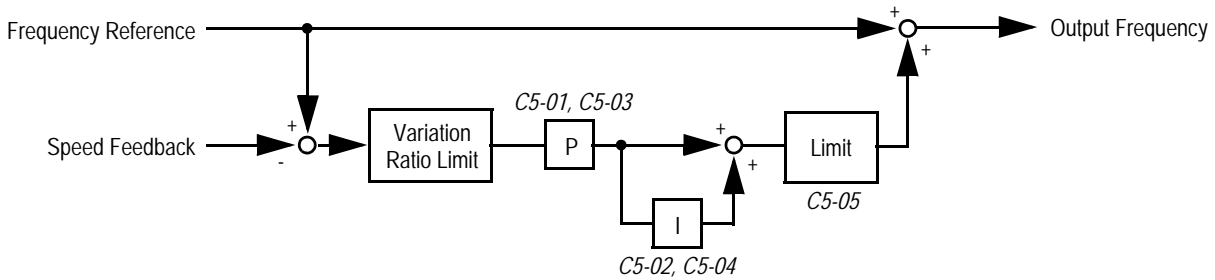 Frequency Reference
+
+
Output Frequency
C5-01, C5-03
Speed Feedback
+
-
Variation
Ratio Limit
P
+
+
Limit
C5-05
I
C5-02, C5-04